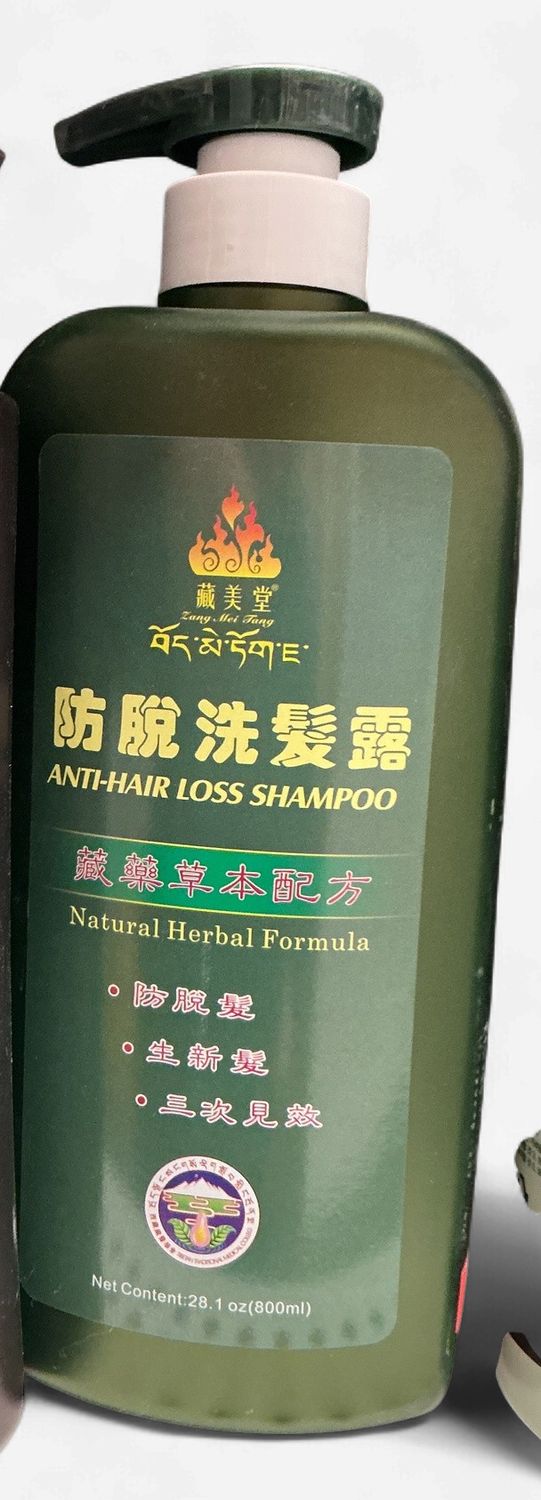 藏美堂®
Zang Mei Tang
防脫洗髮露
ANTI-HAIR LOSS SHAMPOO
藏藥草本配方
Natural Herbal Formula
• 防脫髮
• 生新髮
• 三次見效
Net Content:28.1 oz(800ml)